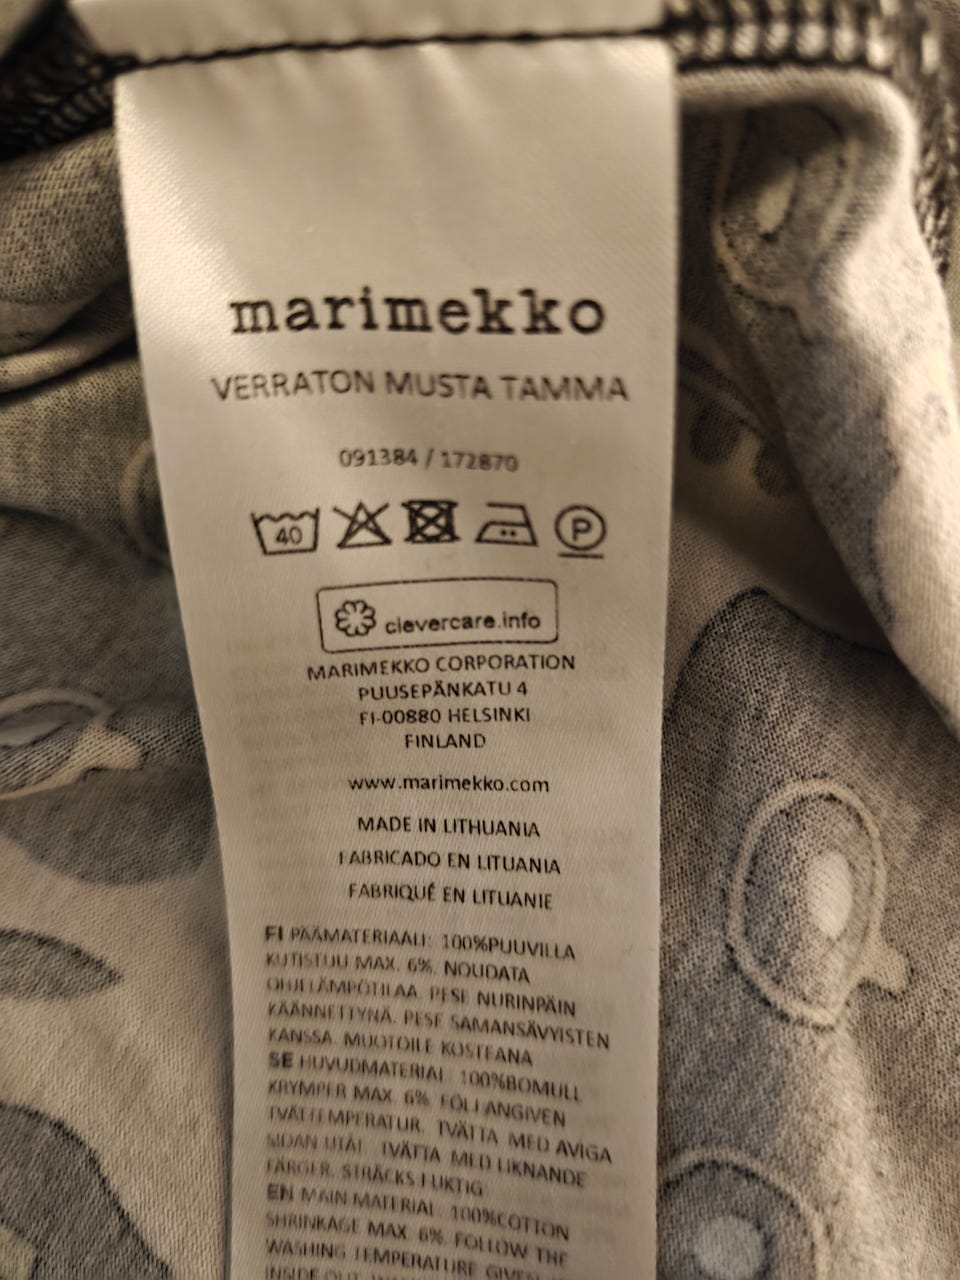 marimekko
VERRATON MUSTA TAMMA
091384 / 172870
40 P
clevercare.info
MARIMEKKO CORPORATION
PUUSEPÄNKATU 4
FI-00880 HELSINKI
FINLAND
www.marimekko.com
MADE IN LITHUANIA
FABRICADO EN LITUANIA
FABRIQUÉ EN LITUANIE
FI PÄÄMATERIAALI: 100%PUUVILLA
KUTISTUU MAX. 6%. NOUDATA
OHJELÄMPÖTILAA. PESE NURINPÄIN
KÄÄNNETTYNÄ. PESE SAMANSÄVYISTEN
KANSSA. MUOTOILE KOSTEANA
SE HUVUDMATERIAL: 100%BOMULL
KRYMPER MAX. 6%. FÖLJ ANGIVEN
TVÄTTEMPERATUR. TVÄTTA MED AVIGA
SIDAN UTÅT. TVÄTTA MED LIKNANDE
FÄRGER. STRÄCKS FUKTIG
EN MAIN MATERIAL: 100%COTTON
SHRINKAGE MAX. 6%. FOLLOW THE
WASHING TEMPERATURE GIVEN
INSIDE OUT.